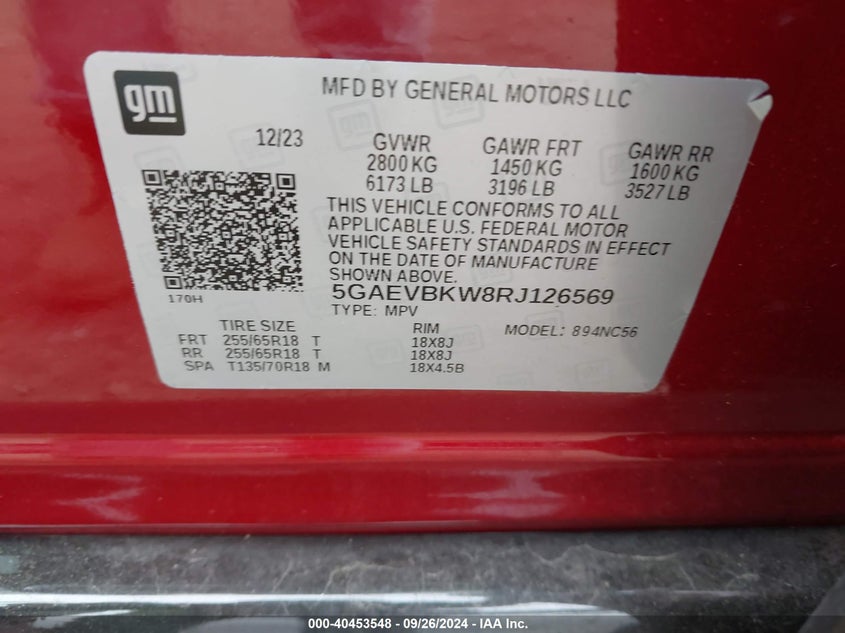 gm
MFD BY GENERAL MOTORS LLC
12/23
GVWR GAWR FRT GAWR RR
2800 KG 1450 KG 1600 KG
6173 LB 3196 LB 3527 LB
THIS VEHICLE CONFORMS TO ALL
APPLICABLE U.S. FEDERAL MOTOR
VEHICLE SAFETY STANDARDS IN EFFECT
ON THE DATE OF MANUFACTURE
SHOWN ABOVE.
170H
5GAEVBKW8RJ126569
TYPE: MPV
MODEL: 894NC56
TIRE SIZE RIM
FRT 255/65R18 T 18X8J
RR 255/65R18 T 18X8J
SPA T135/70R18 M 18X4.5B
000-40453548 - 09/26/2024 - IAA Inc.